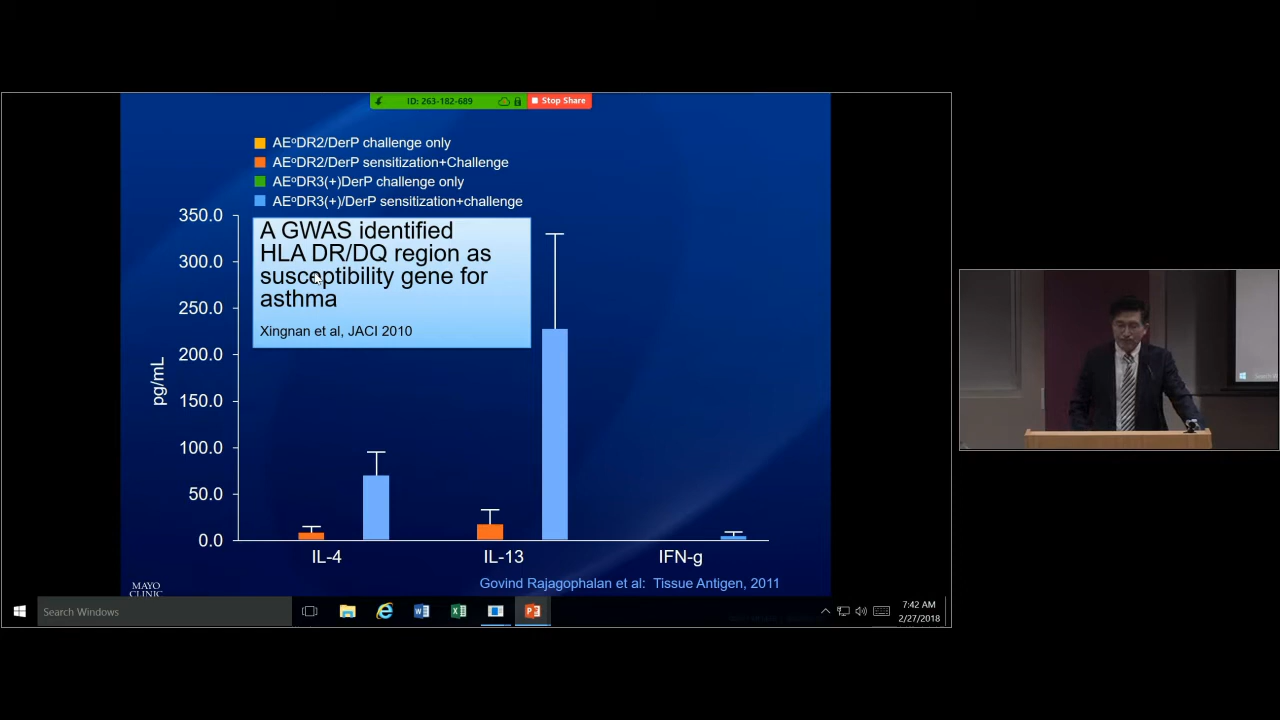 ID: 263-182-689
Stop Share
AEºDR2/DerP challenge only
AEºDR2/DerP sensitization+Challenge
AEºDR3(+)DerP challenge only
AEºDR3(+)/DerP sensitization+challenge
350.0
300.0
250.0
200.0
150.0
100.0
50.0
0.0
pg/mL
A GWAS identified
HLA DR/DQ region as
susceptibility gene for
asthma
Xingnan et al, JACI 2010
IL-4
IL-13
IFN-g
Govind Rajagophalan et al: Tissue Antigen, 2011
MAYO
CLINIC
Search Windows
7:42 AM
2/27/2018